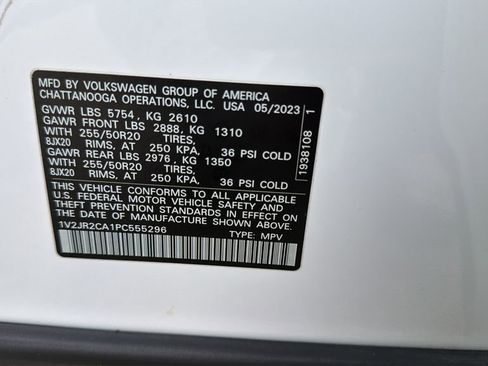 MFD BY VOLKSWAGEN GROUP OF AMERICA
CHATTANOOGA OPERATIONS, LLC. USA 05/2023
GVWR LBS 5754, KG 2610
GAWR FRONT LBS 2888, KG 1310
WITH 255/50R20 TIRES,
8JX20 RIMS, AT 250 KPA, 36 PSI COLD
GAWR REAR LBS 2976, KG 1350
WITH 255/50R20 TIRES,
8JX20 RIMS, AT 250 KPA, 36 PSI COLD
THIS VEHICLE CONFORMS TO ALL APPLICABLE
U.S. FEDERAL MOTOR VEHICLE SAFETY AND
THEFT PREVENTION STANDARDS IN EFFECT ON THE
DATE OF MANUFACTURE SHOWN ABOVE.
1V2JR2CA1PC555296 TYPE: MPV
1938108 1